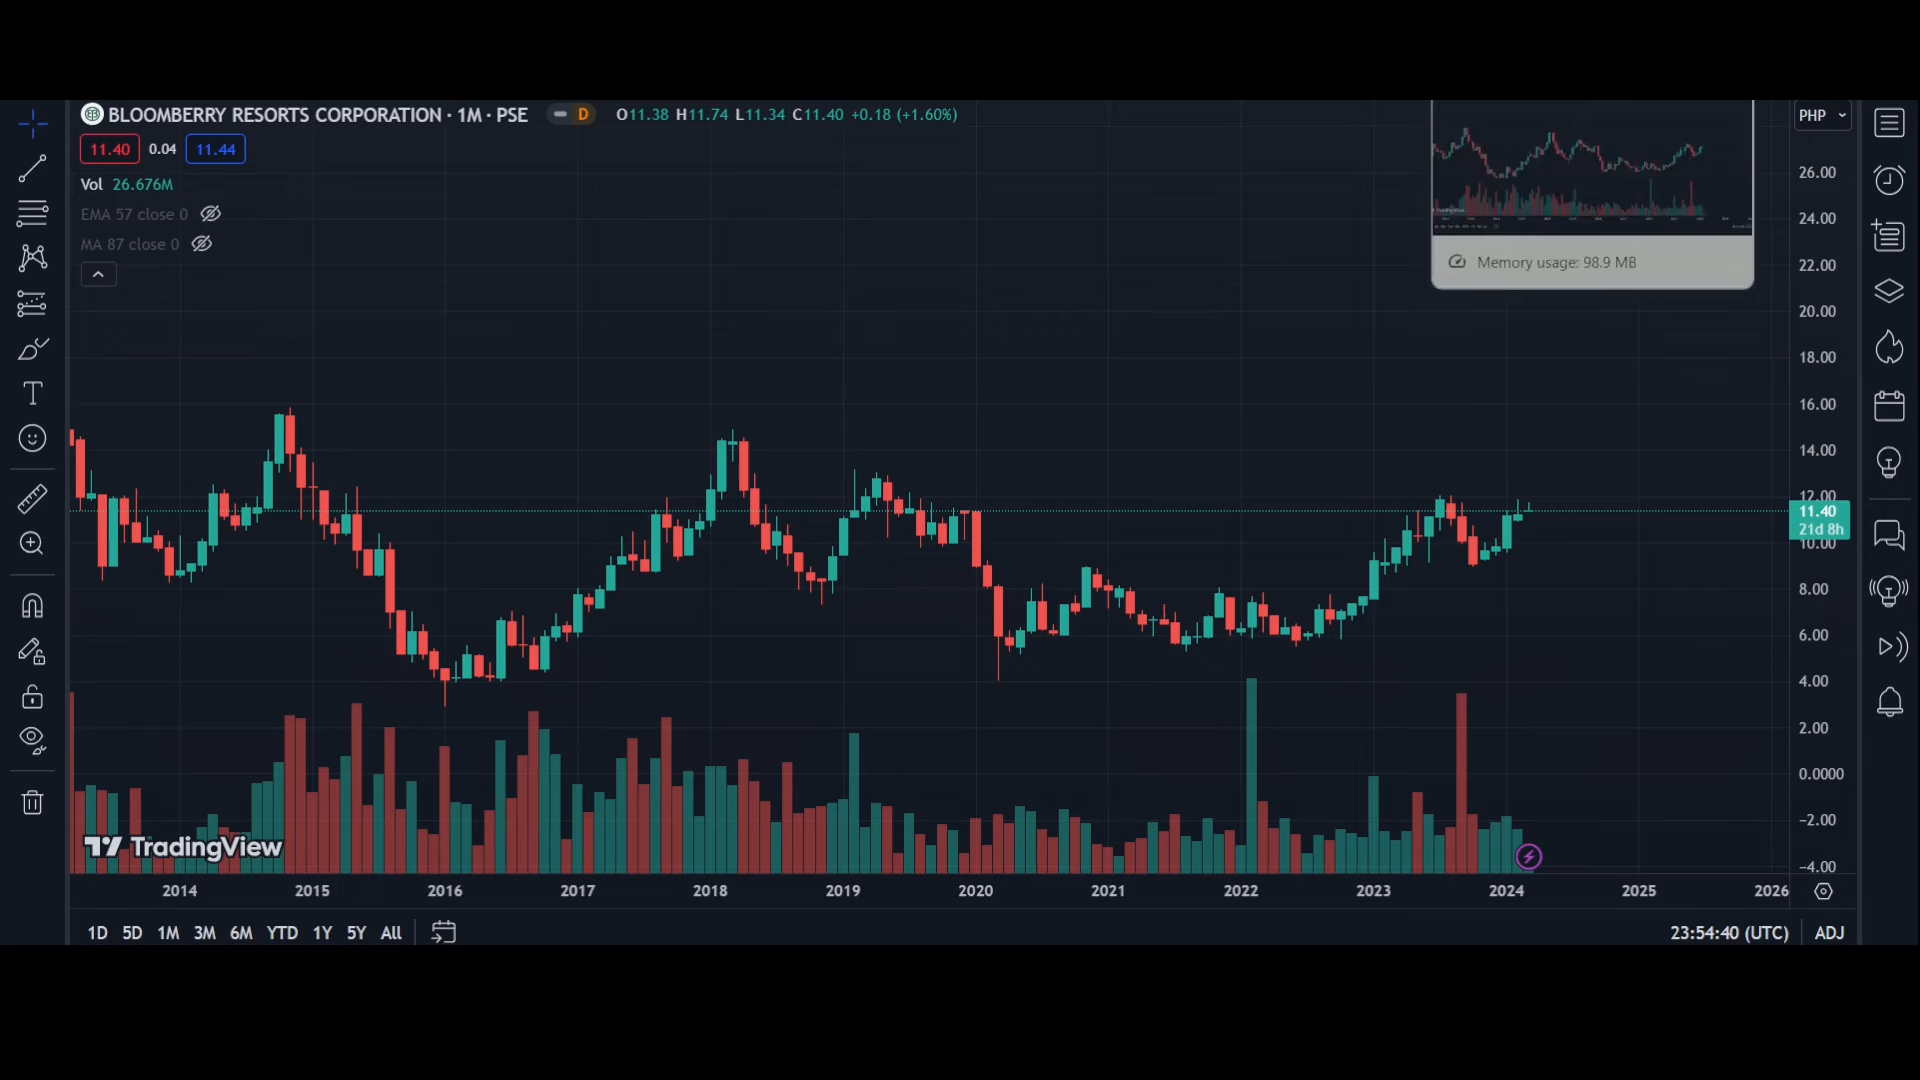 BLOOMBERRY RESORTS CORPORATION · 1M · PSE D O11.38 H11.74 L11.34 C11.40 +0.18 (+1.60%)
PHP
11.40 0.04 11.44
Vol 26.676M
EMA 57 close 0
MA 87 close 0
Memory usage: 98.9 MB
26.00
24.00
22.00
20.00
18.00
16.00
14.00
12.00
11.40
21d 8h
10.00
8.00
6.00
4.00
2.00
0.0000
−2.00
−4.00
TradingView
2014 2015 2016 2017 2018 2019 2020 2021 2022 2023 2024 2025 2026
1D 5D 1M 3M 6M YTD 1Y 5Y All
23:54:40 (UTC) ADJ